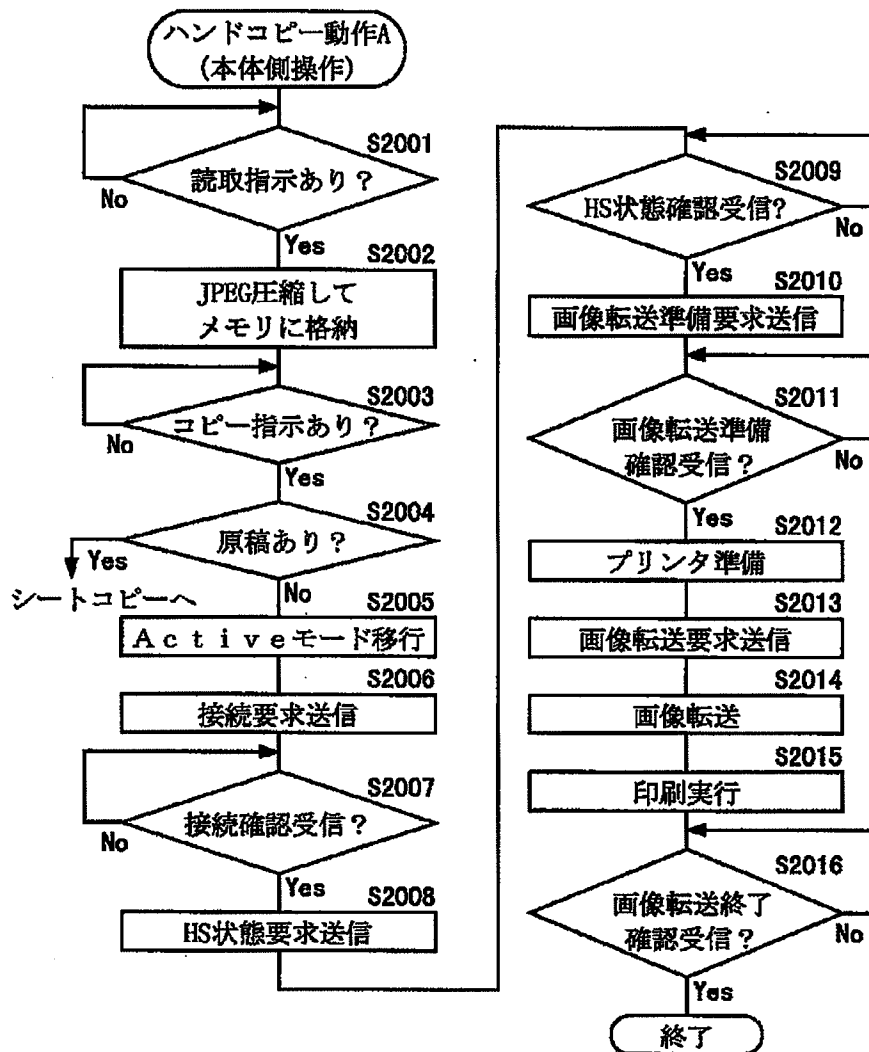 ハンドコピー動作A
(本体側操作)
S2001
読取指示あり？
No
Yes
S2002
JPEG圧縮して
メモリに格納
S2003
コピー指示あり？
No
Yes
S2004
原稿あり？
Yes
シートコピーへ
No
S2005
Ａｃｔｉｖｅモード移行
S2006
接続要求送信
S2007
接続確認受信？
No
Yes
S2008
HS状態要求送信
S2009
HS状態確認受信?
No
Yes
S2010
画像転送準備要求送信
S2011
画像転送準備
確認受信？
No
Yes
S2012
プリンタ準備
S2013
画像転送要求送信
S2014
画像転送
S2015
印刷実行
S2016
画像転送終了
確認受信？
No
Yes
終了